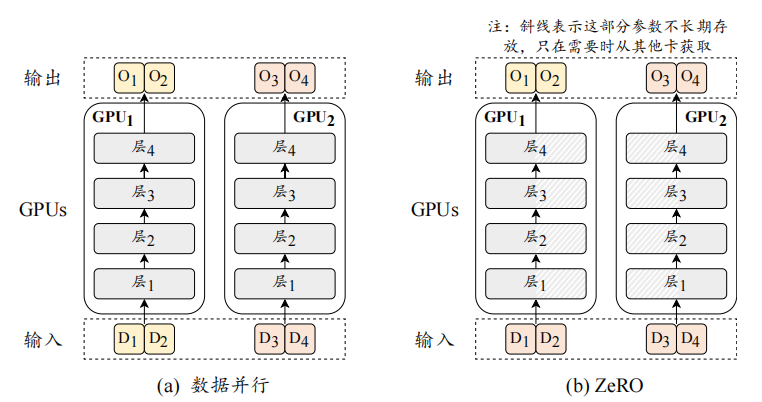 注：斜线表示这部分参数不长期存
放，只在需要时从其他卡获取
输出
O1 O2
O3 O4
GPU1
GPU2
层4
层4
层3
层3
GPUs
层2
层2
层1
层1
输入
D1 D2
D3 D4
(a) 数据并行
输出
O1 O2
O3 O4
GPU1
GPU2
层4
层4
层3
层3
GPUs
层2
层2
层1
层1
输入
D1 D2
D3 D4
(b) ZeRO